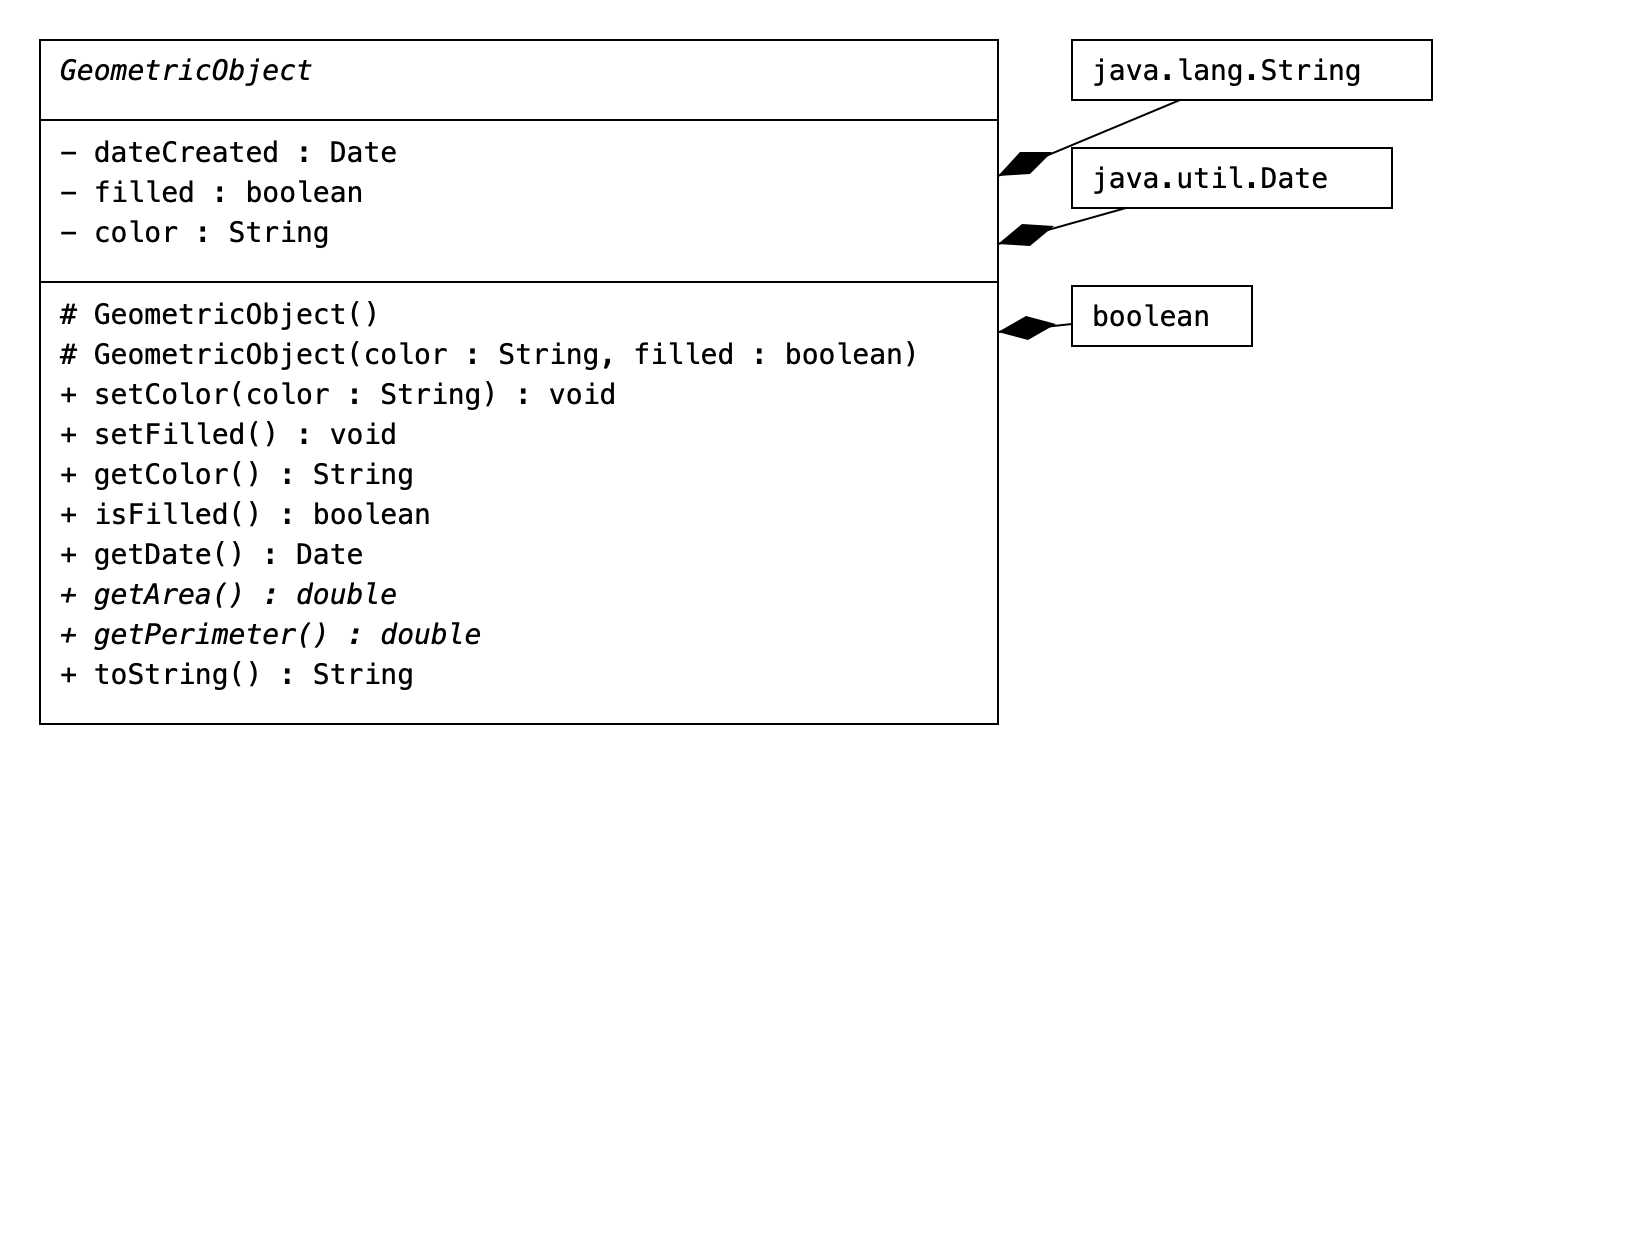 GeometricObject
- dateCreated : Date
- filled : boolean
- color : String
# GeometricObject()
# GeometricObject(color : String, filled : boolean)
+ setColor(color : String) : void
+ setFilled() : void
+ getColor() : String
+ isFilled() : boolean
+ getDate() : Date
+ getArea() : double
+ getPerimeter() : double
+ toString() : String
java.lang.String
java.util.Date
boolean